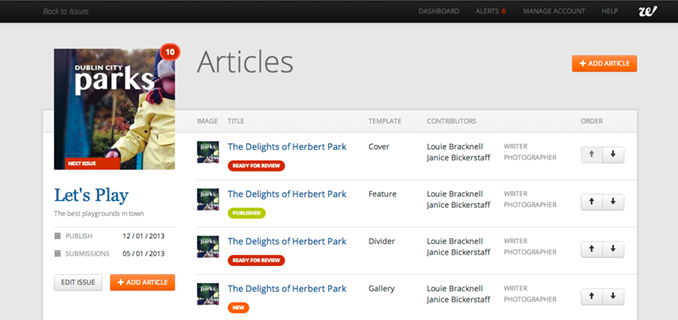 Back to Issues
DASHBOARD ALERTS 6 MANAGE ACCOUNT HELP
10
DUBLIN CITY
parks
NEXT ISSUE
Let's Play
The best playgrounds in town
PUBLISH 12 / 01 / 2013
SUBMISSIONS 05 / 01 / 2013
EDIT ISSUE + ADD ARTICLE
Articles
+ ADD ARTICLE
IMAGE TITLE TEMPLATE CONTRIBUTORS ORDER
parks The Delights of Herbert Park Cover Louie Bracknell WRITER
READY FOR REVIEW Janice Bickerstaff PHOTOGRAPHER
parks The Delights of Herbert Park Feature Louie Bracknell WRITER
PUBLISHED Janice Bickerstaff PHOTOGRAPHER
parks The Delights of Herbert Park Divider Louie Bracknell WRITER
READY FOR REVIEW Janice Bickerstaff PHOTOGRAPHER
parks The Delights of Herbert Park Gallery Louie Bracknell WRITER
NEW Janice Bickerstaff PHOTOGRAPHER